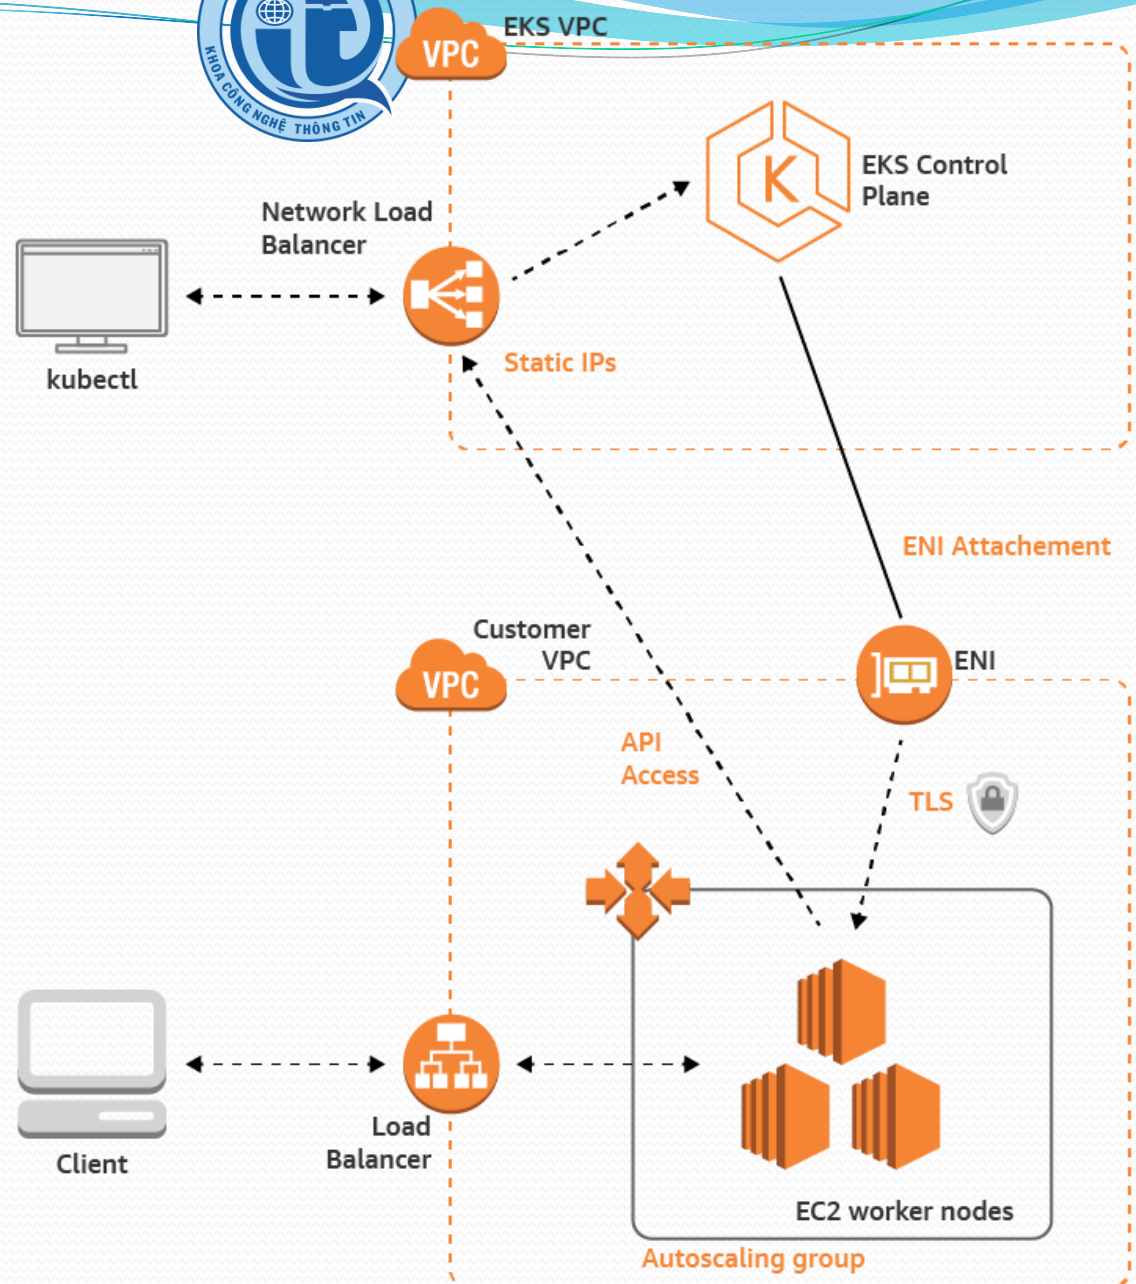 KHOA CÔNG NGHỆ THÔNG TIN
VPC
EKS VPC
K
EKS Control
Plane
Network Load
Balancer
kubectl
Static IPs
ENI Attachement
Customer
VPC
VPC
ENI
API
Access
TLS
Client
Load
Balancer
EC2 worker nodes
Autoscaling group